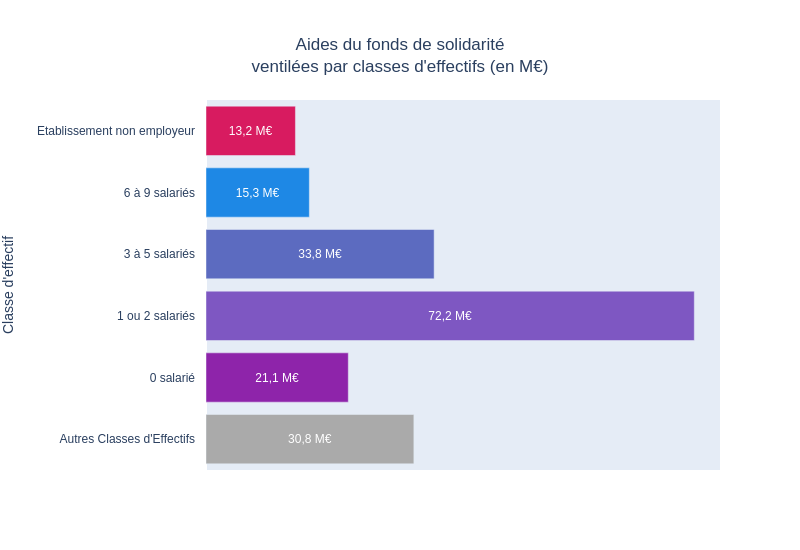 Aides du fonds de solidarité
ventilées par classes d'effectifs (en M€)
Classe d'effectif
Etablissement non employeur
13,2 M€
6 à 9 salariés
15,3 M€
3 à 5 salariés
33,8 M€
1 ou 2 salariés
72,2 M€
0 salarié
21,1 M€
Autres Classes d'Effectifs
30,8 M€